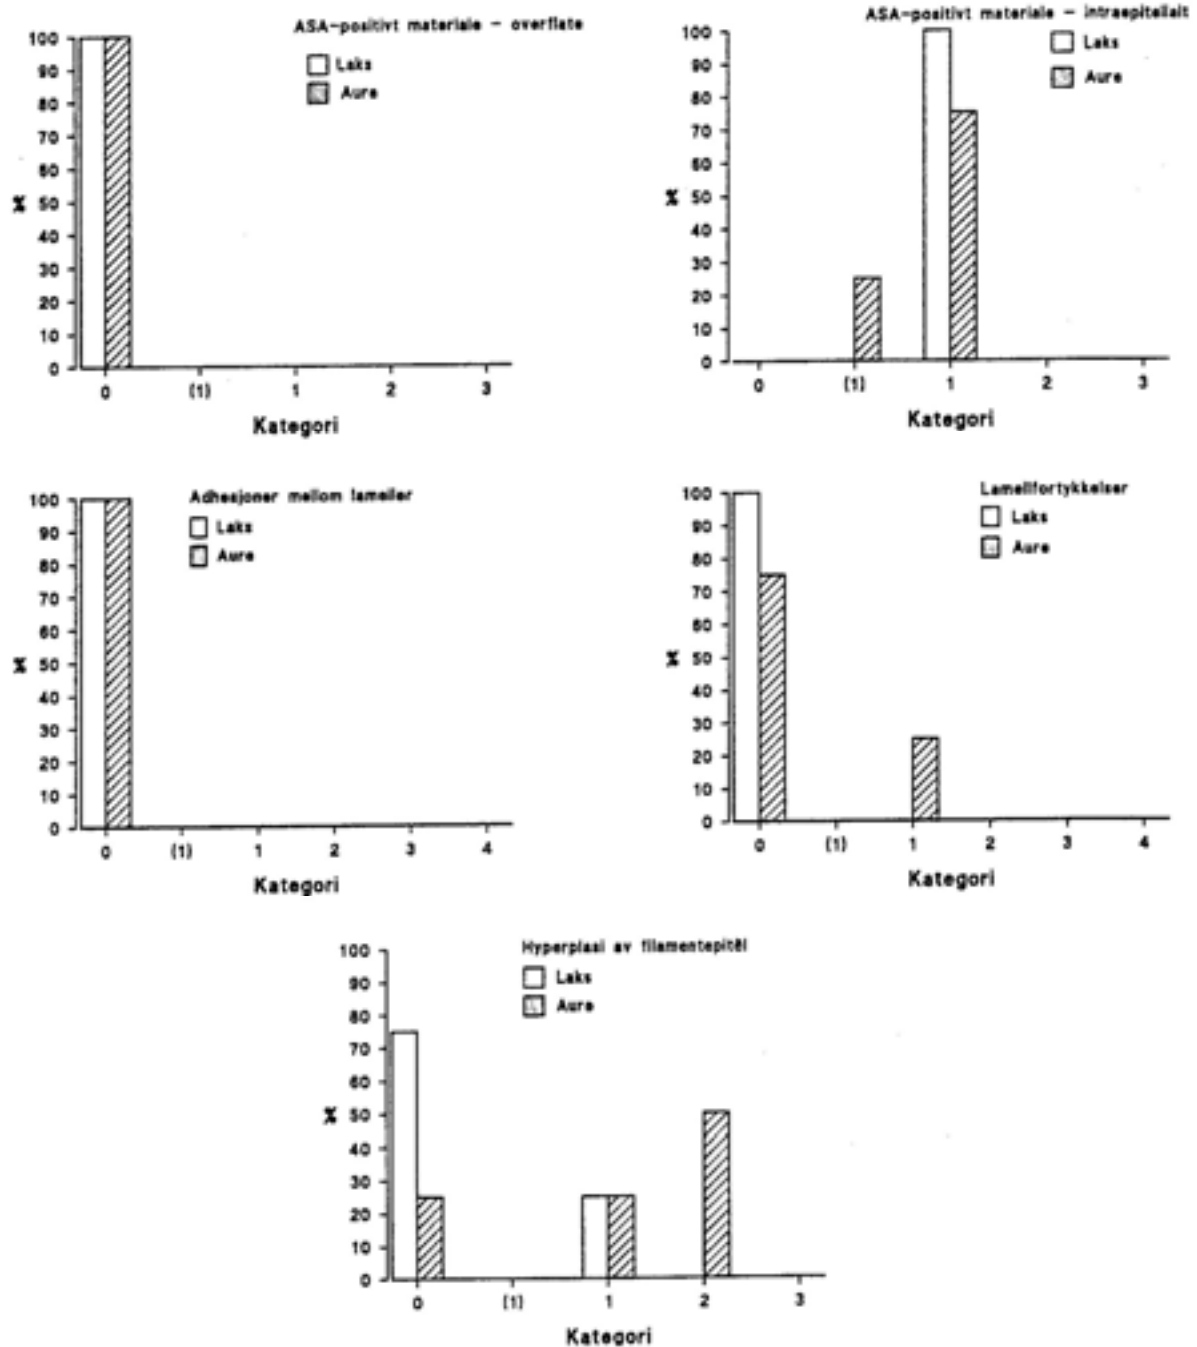 ASA-positivt materiale - overflate
Laks
Aure
100
90
80
70
60
50
40
30
20
10
0
%
0 (1) 1 2 3
Kategori
ASA-positivt materiale - intraepitelialt
Laks
Aure
100
90
80
70
60
50
40
30
20
10
0
%
0 (1) 1 2 3
Kategori
Adhesjoner mellom lameller
Laks
Aure
100
90
80
70
60
50
40
30
20
10
0
%
0 (1) 1 2 3 4
Kategori
Lamellfortykkelser
Laks
Aure
100
90
80
70
60
50
40
30
20
10
0
%
0 (1) 1 2 3 4
Kategori
Hyperplasi av filamentepitël
Laks
Aure
100
90
80
70
60
50
40
30
20
10
0
%
0 (1) 1 2 3
Kategori